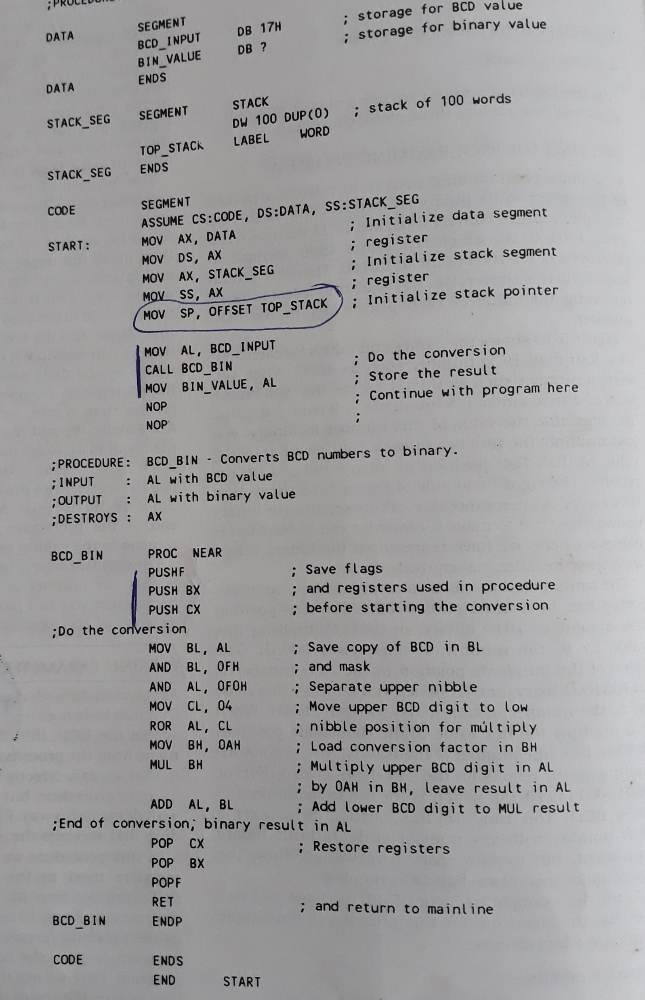 ;PROCEDURE
DATA SEGMENT
BCD_INPUT DB 17H ; storage for BCD value
BIN_VALUE DB ? ; storage for binary value
DATA ENDS
STACK_SEG SEGMENT STACK
DW 100 DUP(0) ; stack of 100 words
TOP_STACK LABEL WORD
STACK_SEG ENDS
CODE SEGMENT
ASSUME CS:CODE, DS:DATA, SS:STACK_SEG
START: MOV AX, DATA ; Initialize data segment
MOV DS, AX ; register
MOV AX, STACK_SEG ; Initialize stack segment
MOV SS, AX ; register
MOV SP, OFFSET TOP_STACK ; Initialize stack pointer
MOV AL, BCD_INPUT
CALL BCD_BIN ; Do the conversion
MOV BIN_VALUE, AL ; Store the result
NOP ; Continue with program here
NOP ;
;PROCEDURE: BCD_BIN - Converts BCD numbers to binary.
;INPUT : AL with BCD value
;OUTPUT : AL with binary value
;DESTROYS : AX
BCD_BIN PROC NEAR
PUSHF ; Save flags
PUSH BX ; and registers used in procedure
PUSH CX ; before starting the conversion
;Do the conversion
MOV BL, AL ; Save copy of BCD in BL
AND BL, 0FH ; and mask
AND AL, 0F0H ; Separate upper nibble
MOV CL, 04 ; Move upper BCD digit to low
ROR AL, CL ; nibble position for multiply
MOV BH, 0AH ; Load conversion factor in BH
MUL BH ; Multiply upper BCD digit in AL
; by 0AH in BH, leave result in AL
ADD AL, BL ; Add lower BCD digit to MUL result
;End of conversion; binary result in AL
POP CX ; Restore registers
POP BX
POPF
RET ; and return to mainline
BCD_BIN ENDP
CODE ENDS
END START